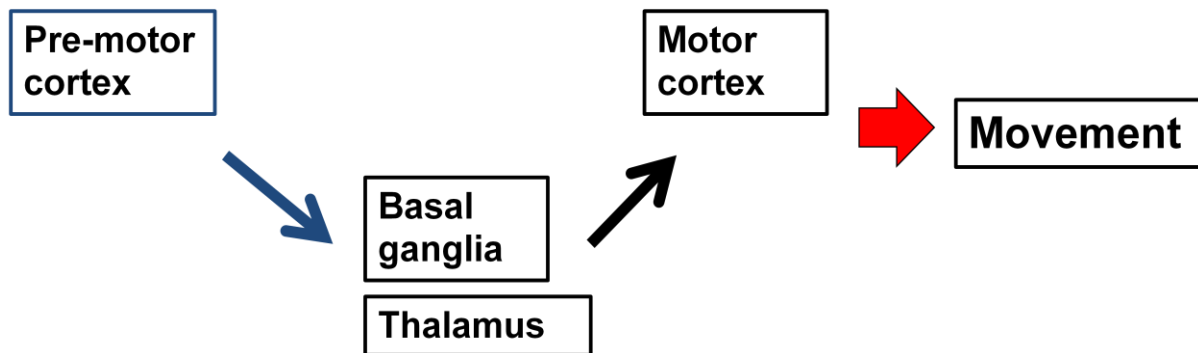 Pre-motor
cortex
Basal
ganglia
Thalamus
Motor
cortex
Movement